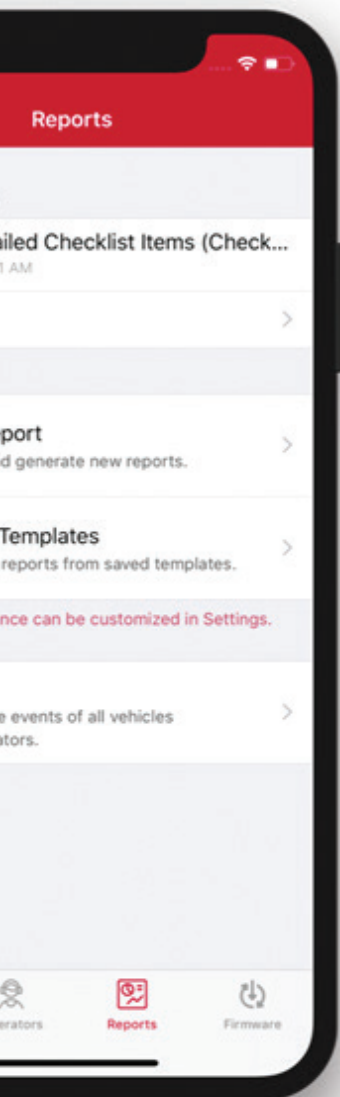 Reports
ailed Checklist Items (Check...
1 AM
port
d generate new reports.
Templates
reports from saved templates.
nce can be customized in Settings.
e events of all vehicles
ators.
erators
Reports
Firmware